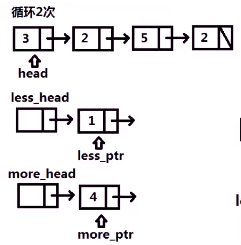 循环2次
3 2 5 2
head
less_head
1
less_ptr
more_head
4
more_ptr